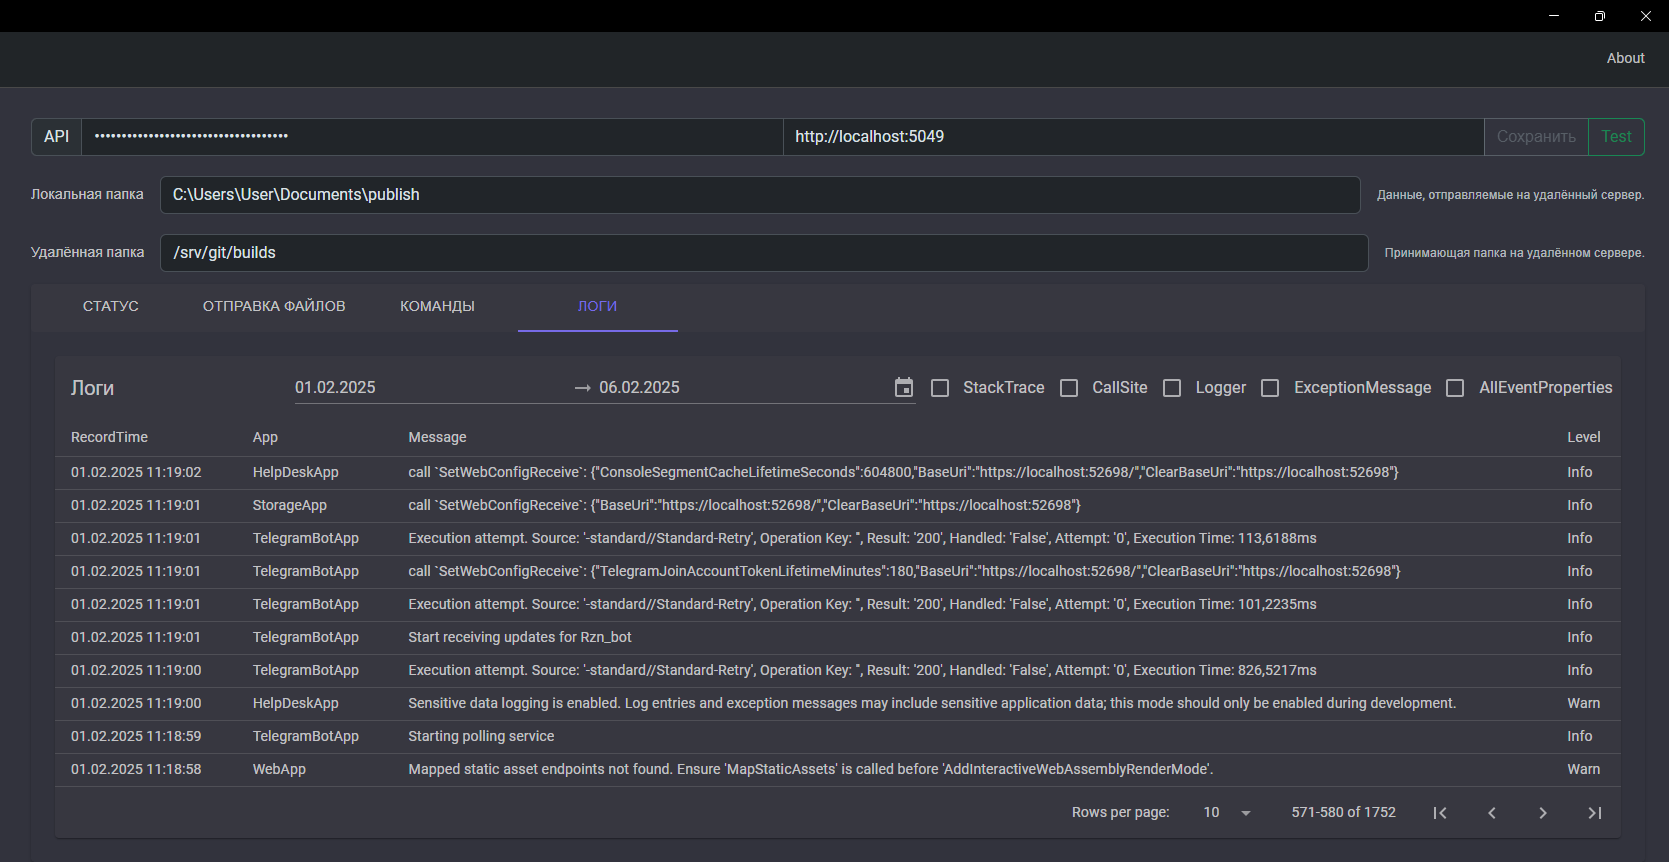 About
API •••••••••••••••••••••••••••••••••••• http://localhost:5049 Сохранить Test
Локальная папка C:\Users\User\Documents\publish Данные, отправляемые на удалённый сервер.
Удалённая папка /srv/git/builds Принимающая папка на удалённом сервере.
СТАТУС ОТПРАВКА ФАЙЛОВ КОМАНДЫ ЛОГИ
Логи 01.02.2025 → 06.02.2025 StackTrace CallSite Logger ExceptionMessage AllEventProperties
RecordTime App Message Level
01.02.2025 11:19:02 HelpDeskApp call `SetWebConfigReceive`: {"ConsoleSegmentCacheLifetimeSeconds":604800,"BaseUri":"https://localhost:52698/","ClearBaseUri":"https://localhost:52698"} Info
01.02.2025 11:19:01 StorageApp call `SetWebConfigReceive`: {"BaseUri":"https://localhost:52698/","ClearBaseUri":"https://localhost:52698"} Info
01.02.2025 11:19:01 TelegramBotApp Execution attempt. Source: '-standard//Standard-Retry', Operation Key: '', Result: '200', Handled: 'False', Attempt: '0', Execution Time: 113,6188ms Info
01.02.2025 11:19:01 TelegramBotApp call `SetWebConfigReceive`: {"TelegramJoinAccountTokenLifetimeMinutes":180,"BaseUri":"https://localhost:52698/","ClearBaseUri":"https://localhost:52698"} Info
01.02.2025 11:19:01 TelegramBotApp Execution attempt. Source: '-standard//Standard-Retry', Operation Key: '', Result: '200', Handled: 'False', Attempt: '0', Execution Time: 101,2235ms Info
01.02.2025 11:19:01 TelegramBotApp Start receiving updates for Rzn_bot Info
01.02.2025 11:19:00 TelegramBotApp Execution attempt. Source: '-standard//Standard-Retry', Operation Key: '', Result: '200', Handled: 'False', Attempt: '0', Execution Time: 826,5217ms Info
01.02.2025 11:19:00 HelpDeskApp Sensitive data logging is enabled. Log entries and exception messages may include sensitive application data; this mode should only be enabled during development. Warn
01.02.2025 11:18:59 TelegramBotApp Starting polling service Info
01.02.2025 11:18:58 WebApp Mapped static asset endpoints not found. Ensure 'MapStaticAssets' is called before 'AddInteractiveWebAssemblyRenderMode'. Warn
Rows per page: 10 571-580 of 1752